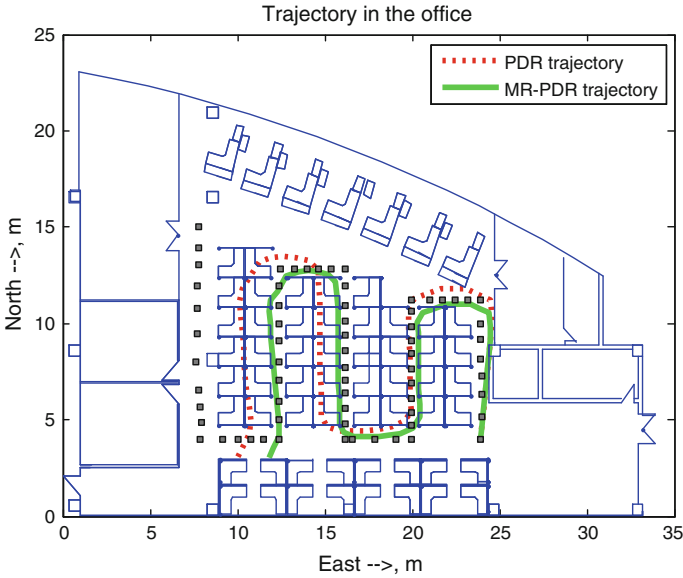 Trajectory in the office
PDR trajectory
MR-PDR trajectory
25
20
15
10
5
0
North -->, m
0 5 10 15 20 25 30 35
East -->, m